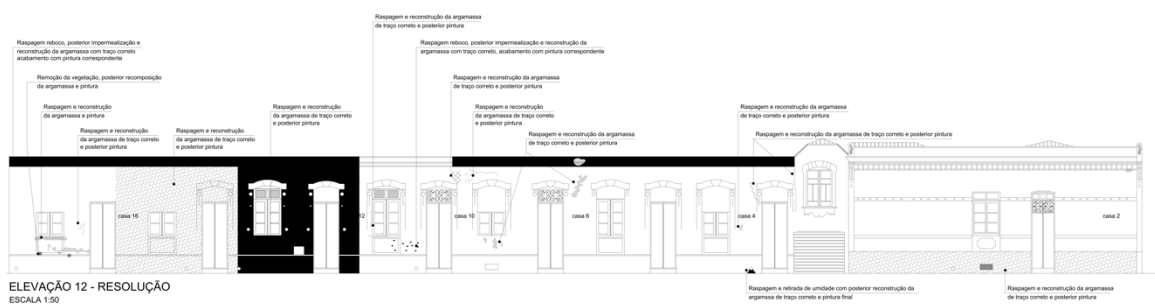 Raspagem e reconstrução da argamassa
de traço correto e posterior pintura
Raspagem reboco, posterior impermealização e
reconstrução da argamassa com traço correto
acabamento com pintura correspondente
Raspagem reboco, posterior impermealização e reconstrução da
argamassa com traço correto, acabamento com pintura correspondente
Remoção da vegetação, posterior recomposição
da argamassa e pintura
Raspagem e reconstrução da argamassa
de traço correto e posterior pintura
Raspagem e reconstrução
da argamassa e pintura
Raspagem e reconstrução
da argamassa de traço correto
e posterior pintura
Raspagem e reconstrução
da argamassa de traço correto
e posterior pintura
Raspagem e reconstrução da argamassa
de traço correto e posterior pintura
Raspagem e reconstrução
da argamassa de traço correto
e posterior pintura
Raspagem e reconstrução
da argamassa de traço correto
e posterior pintura
Raspagem e reconstrução da argamassa
de traço correto e posterior pintura
Raspagem e reconstrução da argamassa de traço correto e posterior pintura
casa 16
12
casa 10
casa 6
casa 4
casa 2
ELEVAÇÃO 12 - RESOLUÇÃO
ESCALA 1:50
Raspagem e retirada de umidade com posterior reconstrução da
argamssa de traço correto e pintura final
Raspagem e reconstrução da argamassa
de traço correto e posterior pintura